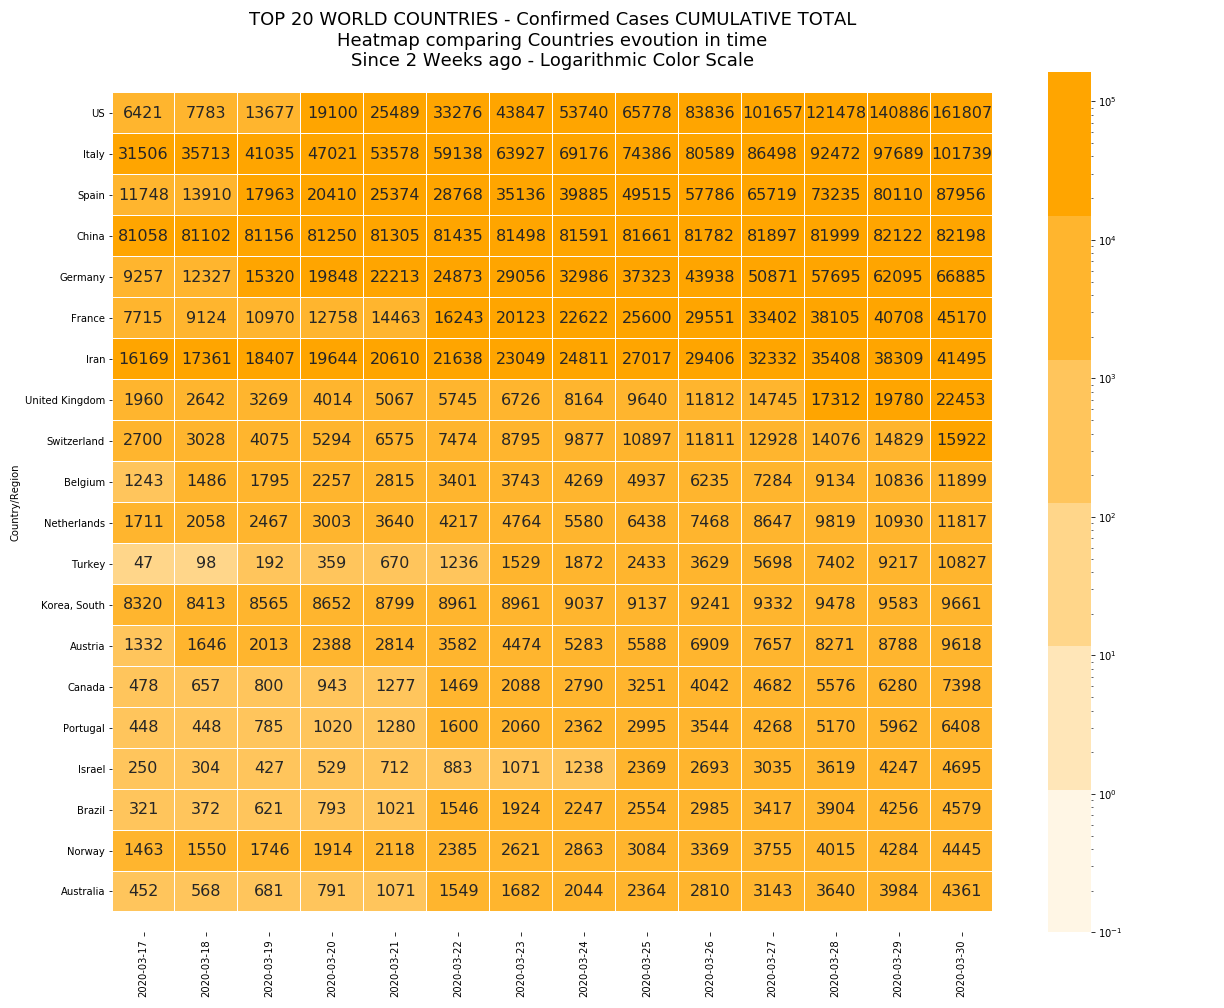 TOP 20 WORLD COUNTRIES - Confirmed Cases CUMULATIVE TOTAL
Heatmap comparing Countries evoution in time
Since 2 Weeks ago - Logarithmic Color Scale
US 6421 7783 13677 19100 25489 33276 43847 53740 65778 83836 101657 121478 140886 161807
Italy 31506 35713 41035 47021 53578 59138 63927 69176 74386 80589 86498 92472 97689 101739
Spain 11748 13910 17963 20410 25374 28768 35136 39885 49515 57786 65719 73235 80110 87956
China 81058 81102 81156 81250 81305 81435 81498 81591 81661 81782 81897 81999 82122 82198
Germany 9257 12327 15320 19848 22213 24873 29056 32986 37323 43938 50871 57695 62095 66885
France 7715 9124 10970 12758 14463 16243 20123 22622 25600 29551 33402 38105 40708 45170
Iran 16169 17361 18407 19644 20610 21638 23049 24811 27017 29406 32332 35408 38309 41495
United Kingdom 1960 2642 3269 4014 5067 5745 6726 8164 9640 11812 14745 17312 19780 22453
Switzerland 2700 3028 4075 5294 6575 7474 8795 9877 10897 11811 12928 14076 14829 15922
Belgium 1243 1486 1795 2257 2815 3401 3743 4269 4937 6235 7284 9134 10836 11899
Netherlands 1711 2058 2467 3003 3640 4217 4764 5580 6438 7468 8647 9819 10930 11817
Turkey 47 98 192 359 670 1236 1529 1872 2433 3629 5698 7402 9217 10827
Korea, South 8320 8413 8565 8652 8799 8961 8961 9037 9137 9241 9332 9478 9583 9661
Austria 1332 1646 2013 2388 2814 3582 4474 5283 5588 6909 7657 8271 8788 9618
Canada 478 657 800 943 1277 1469 2088 2790 3251 4042 4682 5576 6280 7398
Portugal 448 448 785 1020 1280 1600 2060 2362 2995 3544 4268 5170 5962 6408
Israel 250 304 427 529 712 883 1071 1238 2369 2693 3035 3619 4247 4695
Brazil 321 372 621 793 1021 1546 1924 2247 2554 2985 3417 3904 4256 4579
Norway 1463 1550 1746 1914 2118 2385 2621 2863 3084 3369 3755 4015 4284 4445
Australia 452 568 681 791 1071 1549 1682 2044 2364 2810 3143 3640 3984 4361
2020-03-17 2020-03-18 2020-03-19 2020-03-20 2020-03-21 2020-03-22 2020-03-23 2020-03-24 2020-03-25 2020-03-26 2020-03-27 2020-03-28 2020-03-29 2020-03-30
Country/Region
10⁵
10⁴
10³
10²
10¹
10⁰
10⁻¹